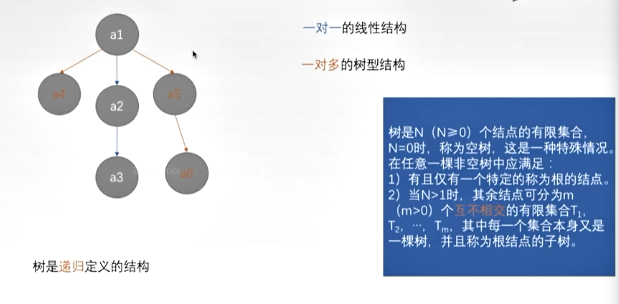 a1
一对一的线性结构
一对多的树型结构
a4
a2
a5
a3
a6
树是N（N≥0）个结点的有限集合，
N=0时，称为空树，这是一种特殊情况。
在任意一棵非空树中应满足：
1）有且仅有一个特定的称为根的结点。
2）当N>1时，其余结点可分为m
（m>0）个互不相交的有限集合T1,
T2, …, Tm, 其中每一个集合本身又是
一棵树，并且称为根结点的子树。
树是递归定义的结构